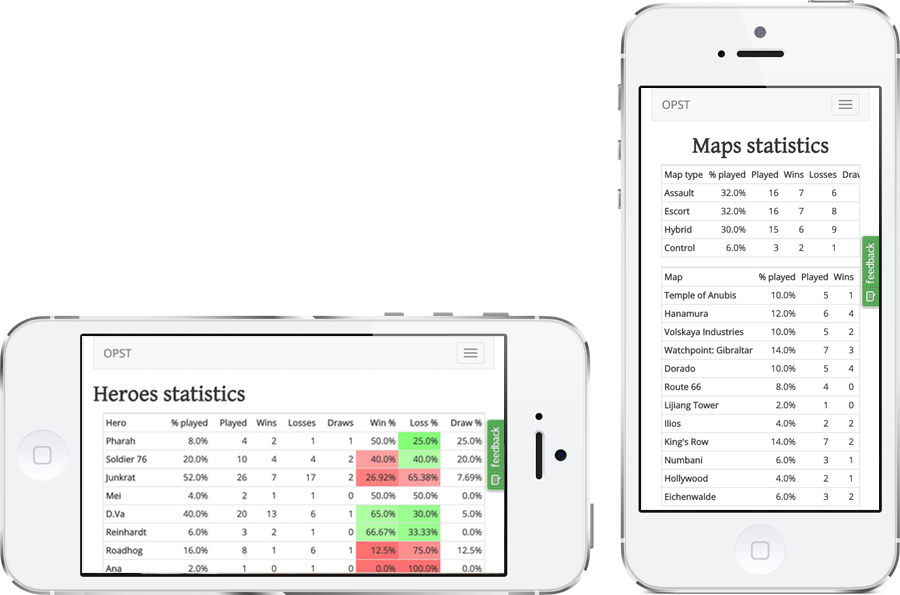 OPST
Heroes statistics
Hero % played Played Wins Losses Draws Win % Loss % Draw %
Pharah 8.0% 4 2 1 1 50.0% 25.0% 25.0%
Soldier 76 20.0% 10 4 4 2 40.0% 40.0% 20.0%
Junkrat 52.0% 26 7 17 2 26.92% 65.38% 7.69%
Mei 4.0% 2 1 1 0 50.0% 50.0% 0.0%
D.Va 40.0% 20 13 6 1 65.0% 30.0% 5.0%
Reinhardt 6.0% 3 2 1 0 66.67% 33.33% 0.0%
Roadhog 16.0% 8 1 6 1 12.5% 75.0% 12.5%
Ana 2.0% 1 0 1 0 0.0% 100.0% 0.0%
feedback
OPST
Maps statistics
Map type % played Played Wins Losses Draw
Assault 32.0% 16 7 6
Escort 32.0% 16 7 8
Hybrid 30.0% 15 6 9
Control 6.0% 3 2 1
Map % played Played Wins
Temple of Anubis 10.0% 5 1
Hanamura 12.0% 6 4
Volskaya Industries 10.0% 5 2
Watchpoint: Gibraltar 14.0% 7 3
Dorado 10.0% 5 4
Route 66 8.0% 4 0
Lijiang Tower 2.0% 1 0
Ilios 4.0% 2 2
King's Row 14.0% 7 2
Numbani 6.0% 3 1
Hollywood 4.0% 2 1
Eichenwalde 6.0% 3 2
feedback